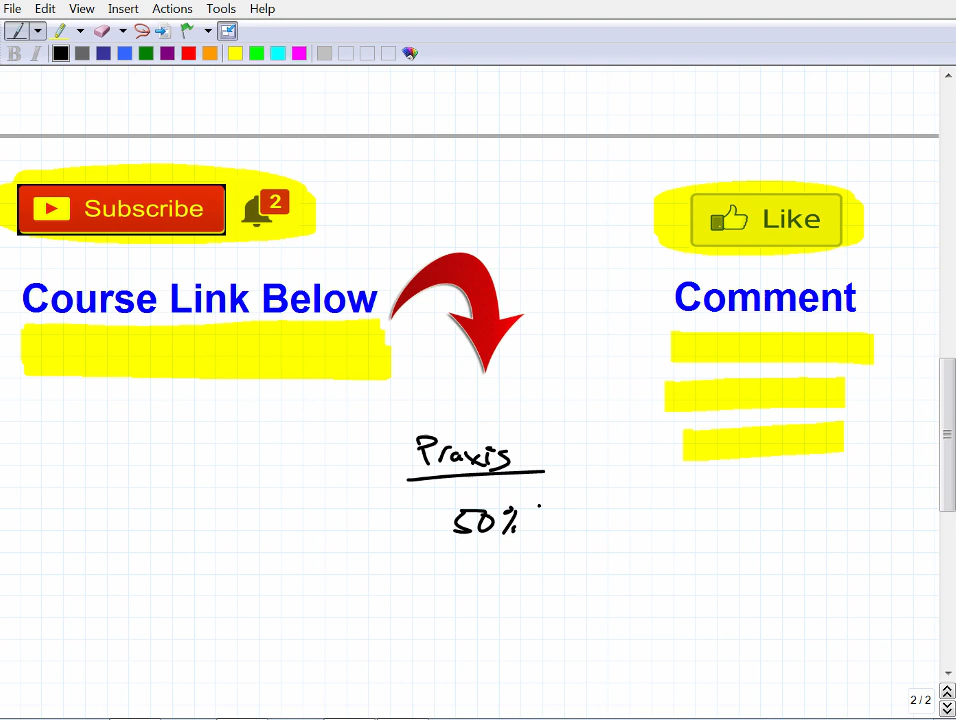 File Edit View Insert Actions Tools Help
B I
Subscribe 2
Like
Course Link Below
Comment
Praxis
50%
2 / 2